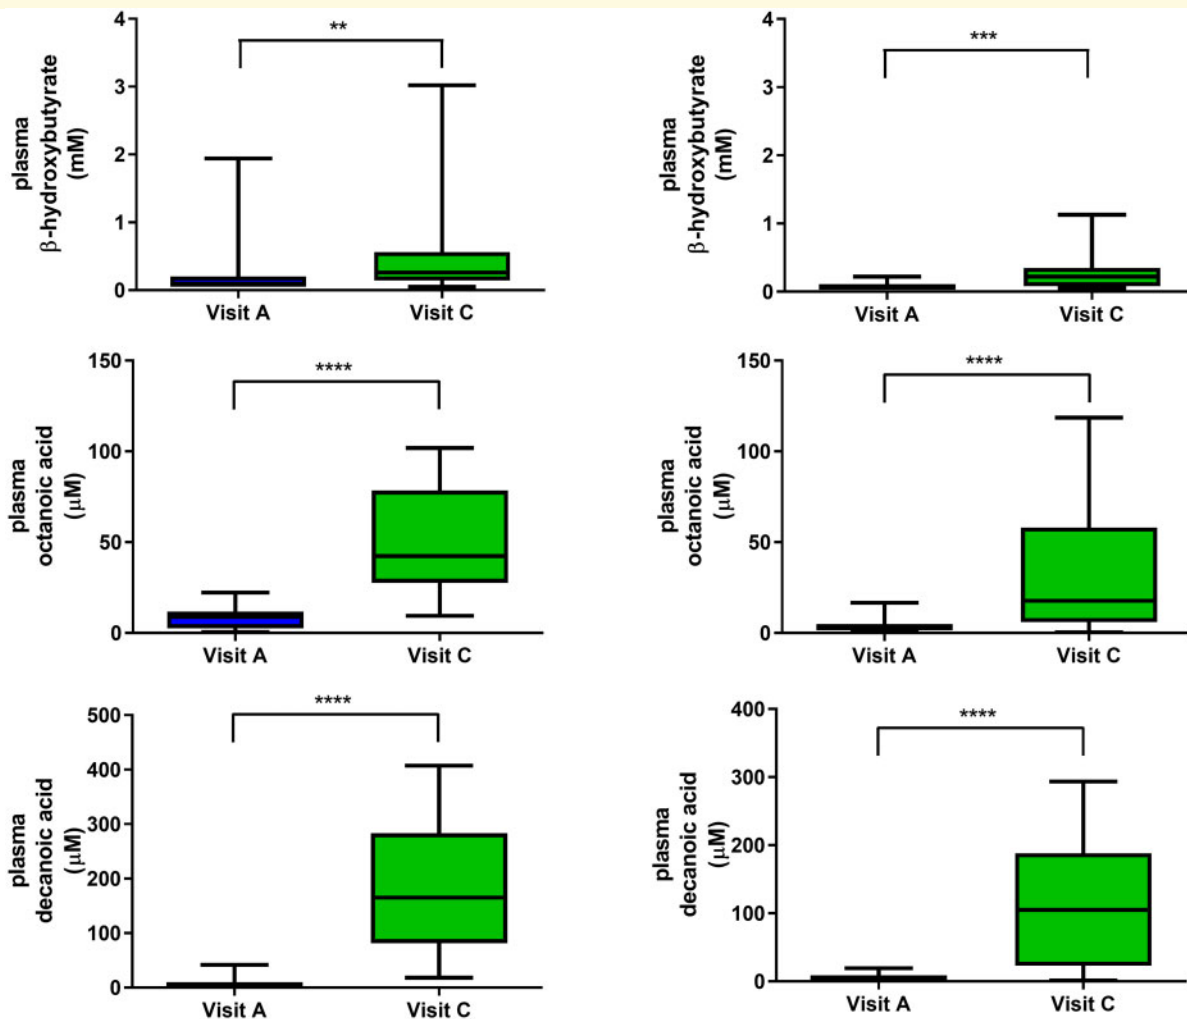 plasma
β-hydroxybutyrate
(mM)
4
3
2
1
0
**
Visit A
Visit C
plasma
β-hydroxybutyrate
(mM)
4
3
2
1
0
***
Visit A
Visit C
plasma
octanoic acid
(μM)
150
100
50
0
****
Visit A
Visit C
plasma
octanoic acid
(μM)
150
100
50
0
****
Visit A
Visit C
plasma
decanoic acid
(μM)
500
400
300
200
100
0
****
Visit A
Visit C
plasma
decanoic acid
(μM)
400
300
200
100
0
****
Visit A
Visit C